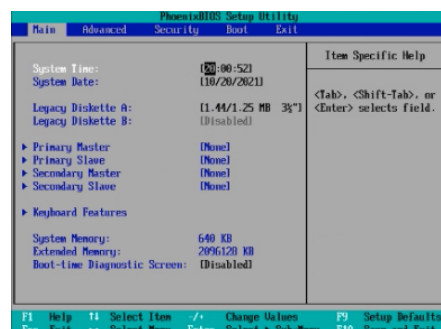 PhoenixBIOS Setup Utility
Main Advanced Security Boot Exit
Item Specific Help
System Time: [20:00:52]
System Date: [10/20/2021]
<Tab>, <Shift-Tab>, or
<Enter> selects field.
Legacy Diskette A: [1.44/1.25 MB 3½"]
Legacy Diskette B: [Disabled]
▶ Primary Master [None]
▶ Primary Slave [None]
▶ Secondary Master [None]
▶ Secondary Slave [None]
▶ Keyboard Features
System Memory: 640 KB
Extended Memory: 2096128 KB
Boot-time Diagnostic Screen: [Disabled]
F1 Help ↑↓ Select Item -/+ Change Values F9 Setup Defaults